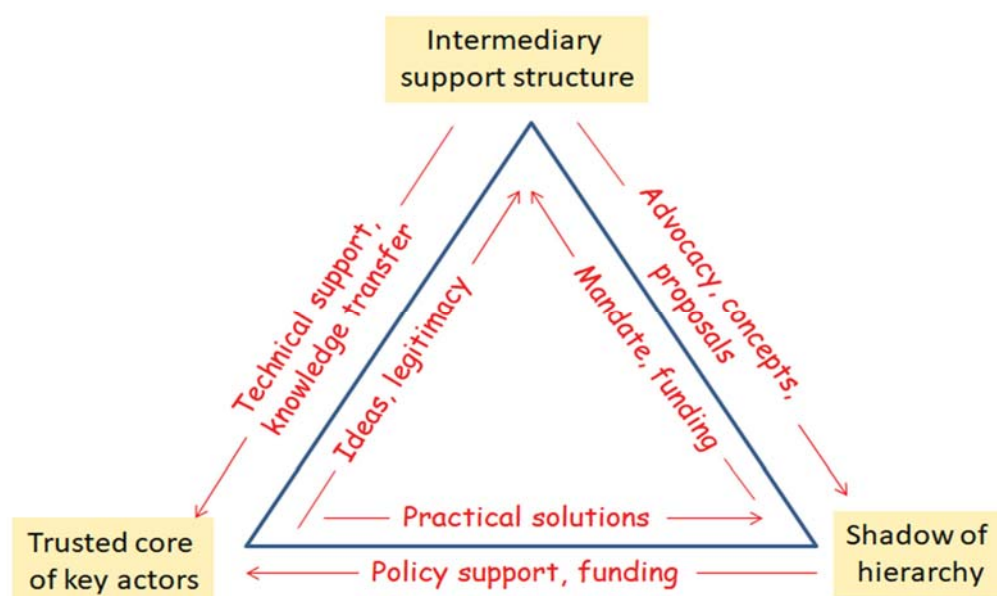 Intermediary
support structure
Technical support,
knowledge transfer
Ideas, legitimacy
Mandate, funding
Advocacy, concepts,
proposals
Practical solutions
Policy support, funding
Trusted core
of key actors
Shadow of
hierarchy